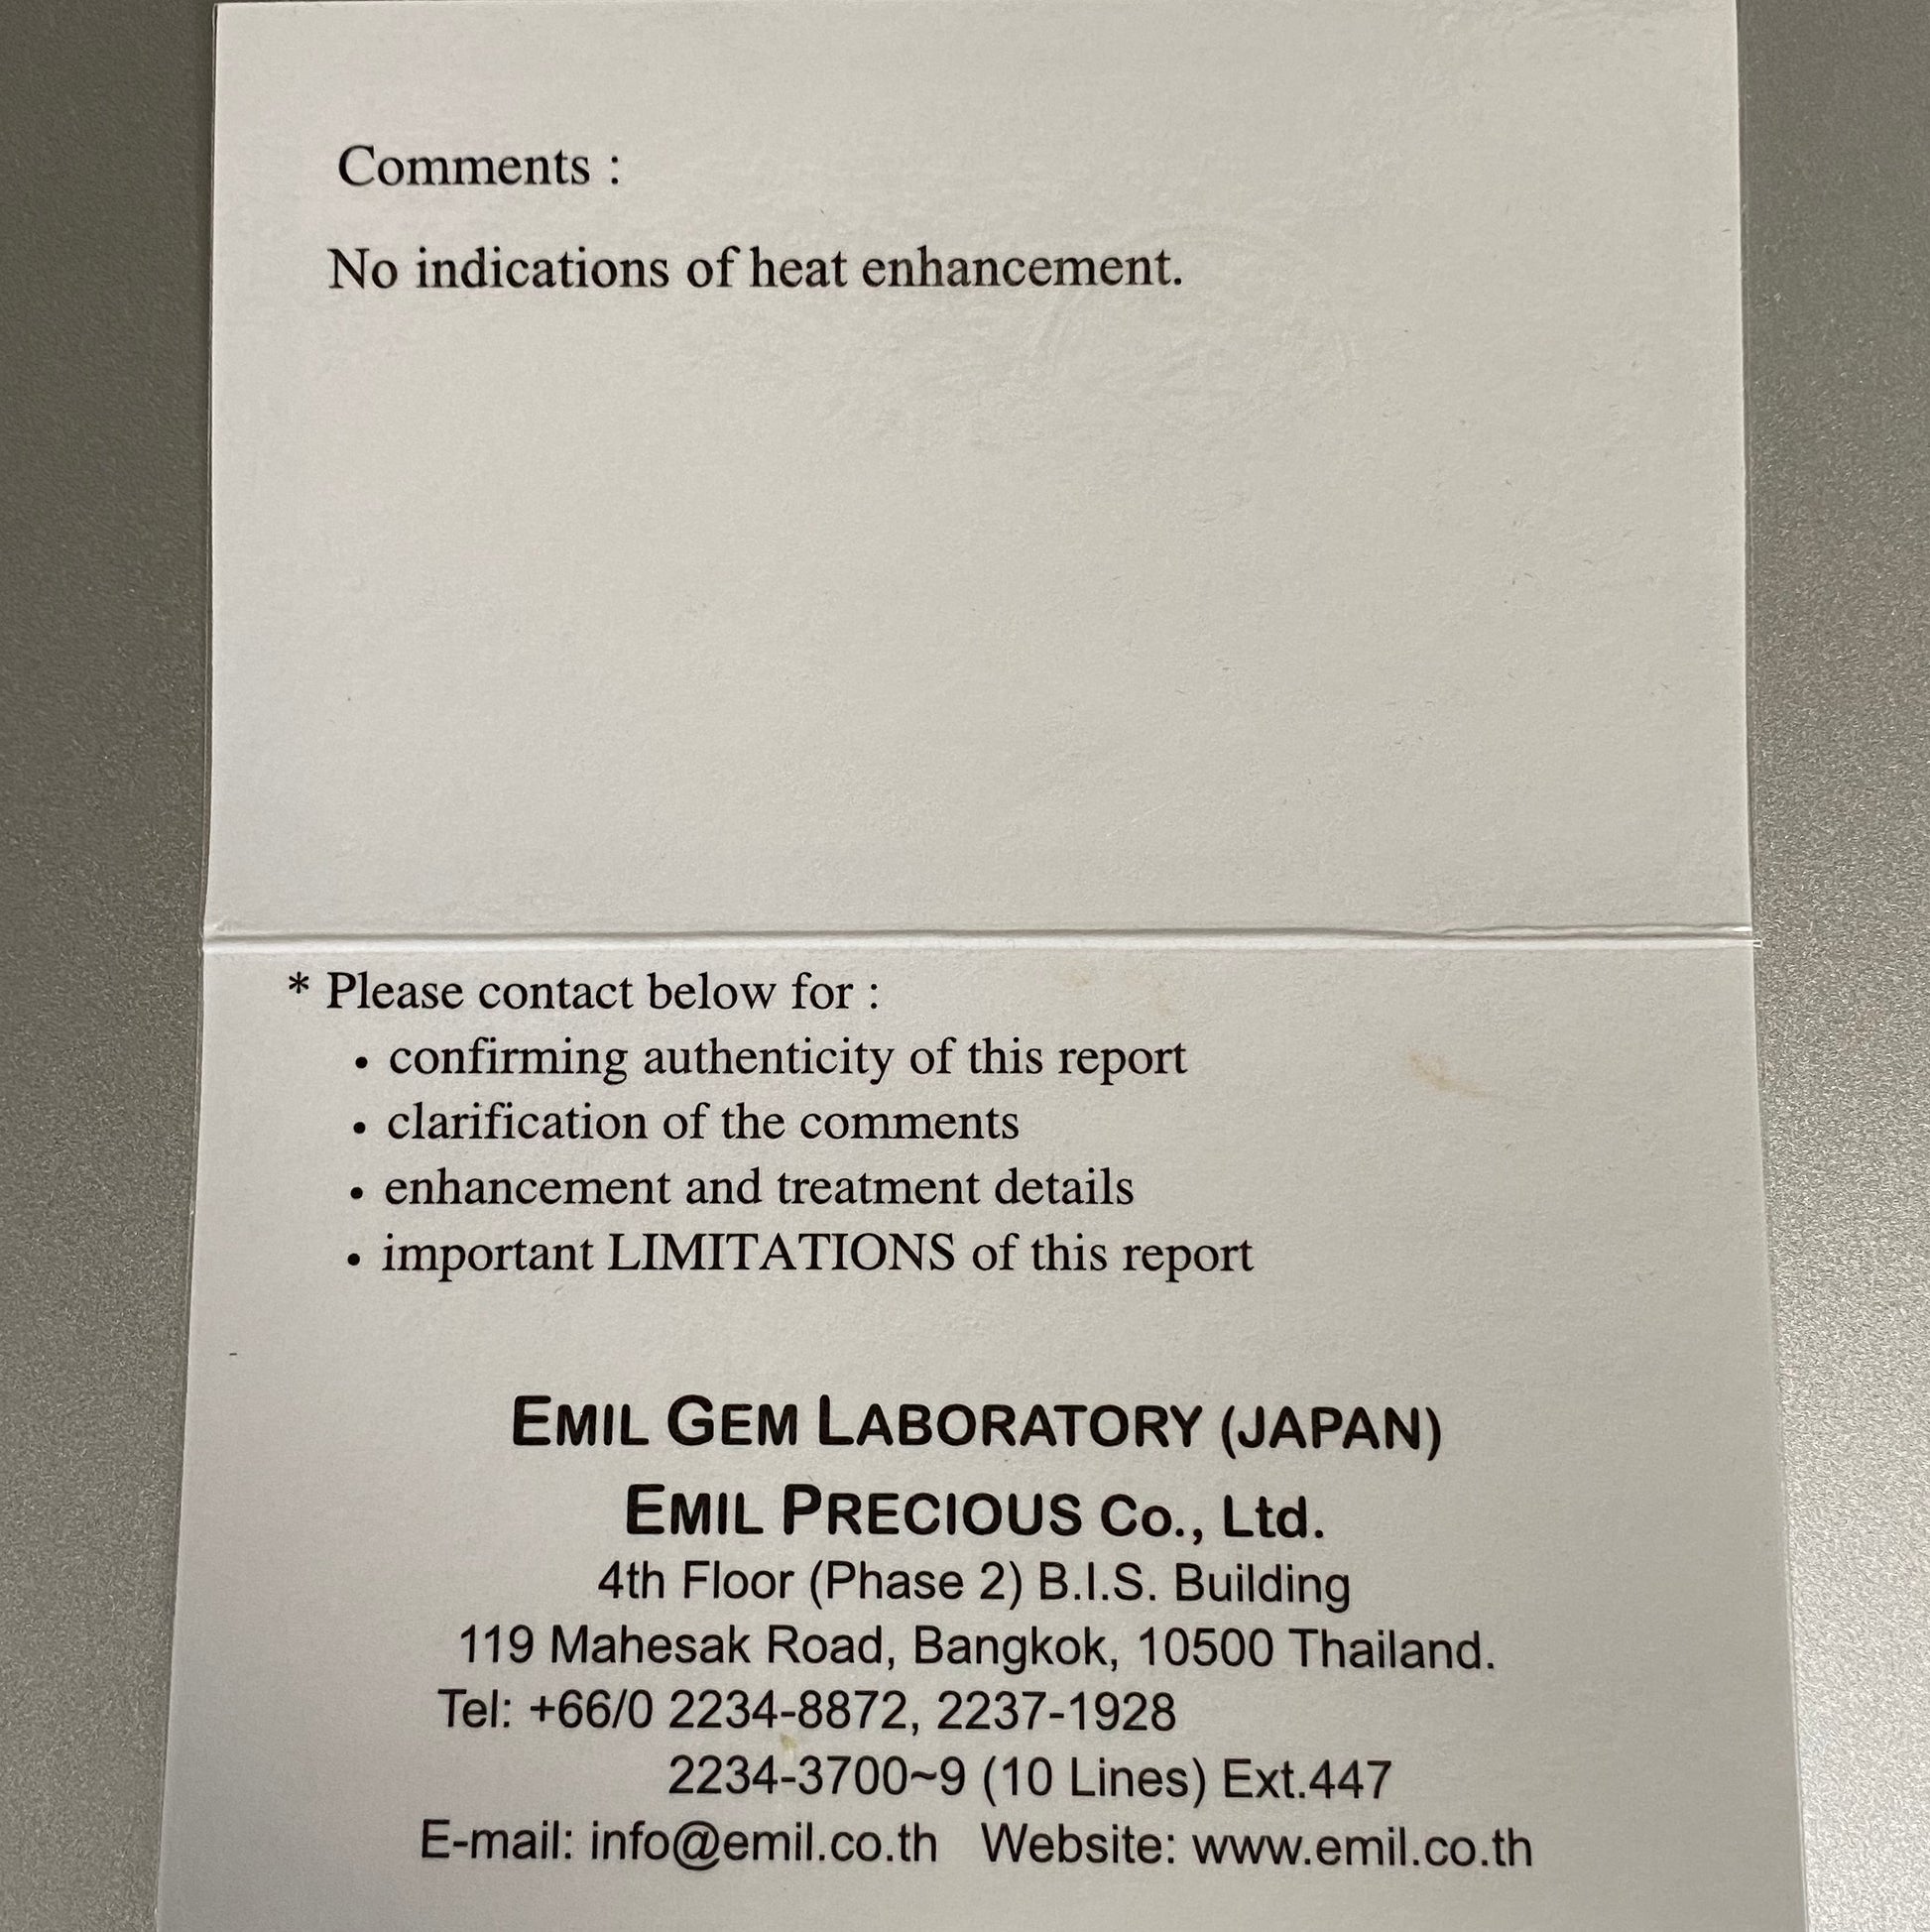 Comments :
No indications of heat enhancement.
* Please contact below for :
• confirming authenticity of this report
• clarification of the comments
• enhancement and treatment details
• important LIMITATIONS of this report
EMIL GEM LABORATORY (JAPAN)
EMIL PRECIOUS Co., Ltd.
4th Floor (Phase 2) B.I.S. Building
119 Mahesak Road, Bangkok, 10500 Thailand.
Tel: +66/0 2234-8872, 2237-1928
2234-3700~9 (10 Lines) Ext.447
E-mail: info@emil.co.th Website: www.emil.co.th